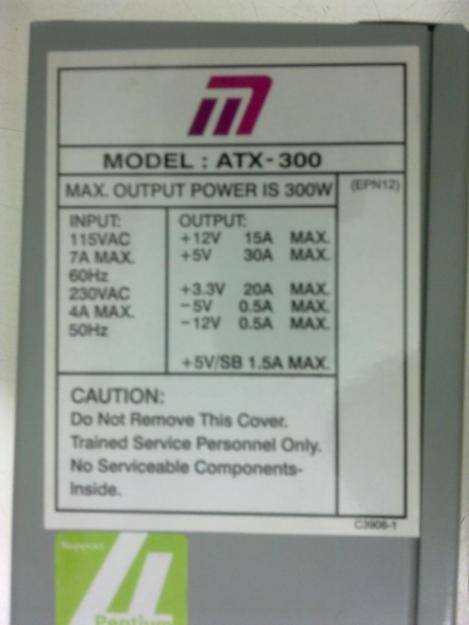 MODEL : ATX-300
MAX. OUTPUT POWER IS 300W
(EPN12)
INPUT:
115VAC
7A MAX.
60Hz
230VAC
4A MAX.
50Hz
OUTPUT:
+12V 15A MAX.
+5V 30A MAX.
+3.3V 20A MAX.
-5V 0.5A MAX.
-12V 0.5A MAX.
+5V/SB 1.5A MAX.
CAUTION:
Do Not Remove This Cover.
Trained Service Personnel Only.
No Serviceable Components-
Inside.
C3906-1
Support
4
Pentium